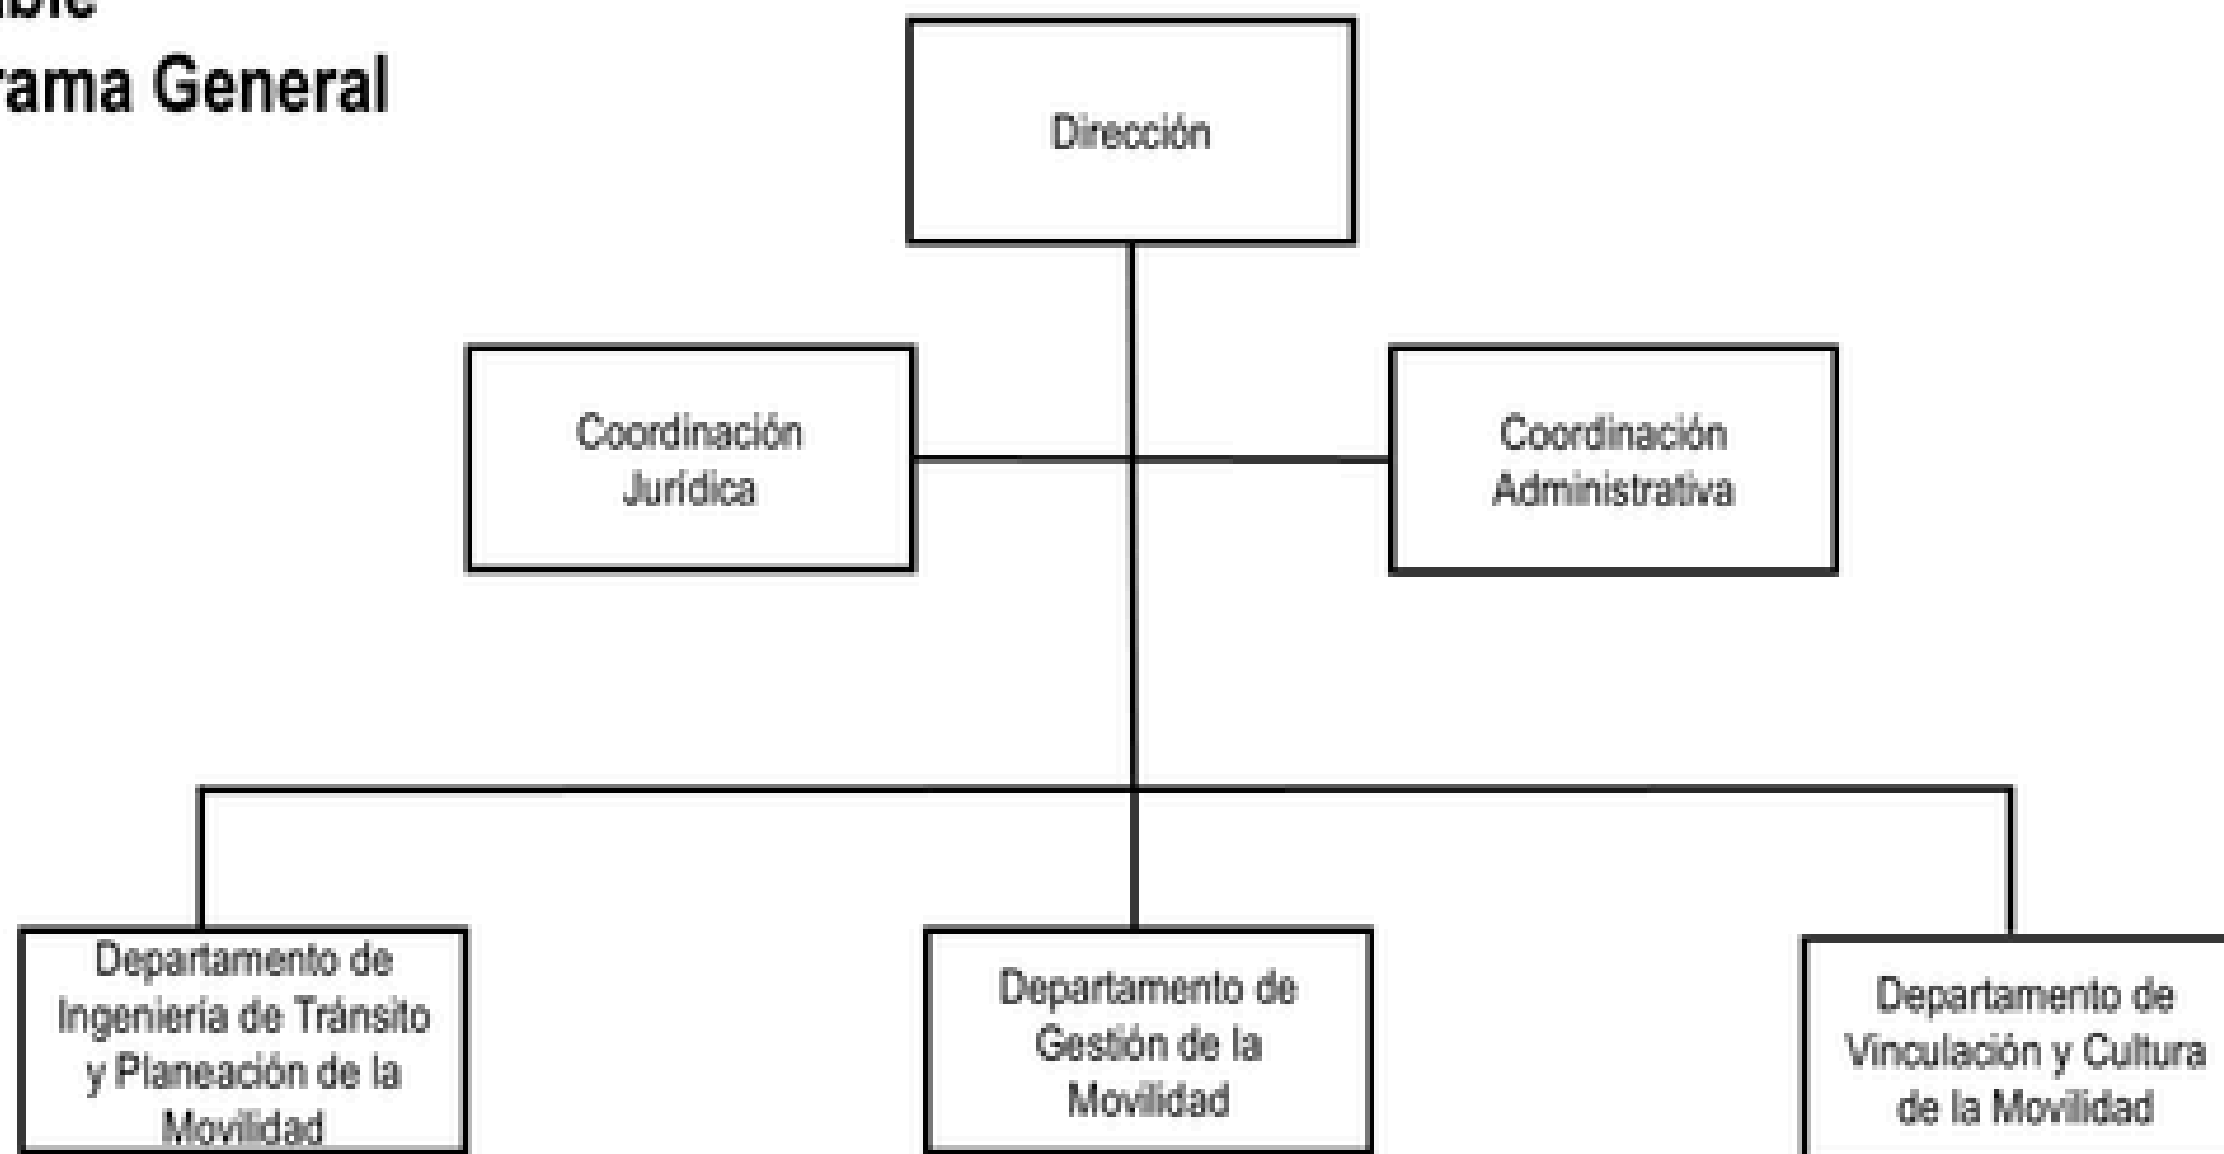 General
Dirección
Coordinación
Jurídica
Coordinación
Administrativa
Departamento de
Ingeniería de Tránsito
y Planeación de la
Movilidad
Departamento de
Gestión de la
Movilidad
Departamento de
Vinculación y Cultura
de la Movilidad